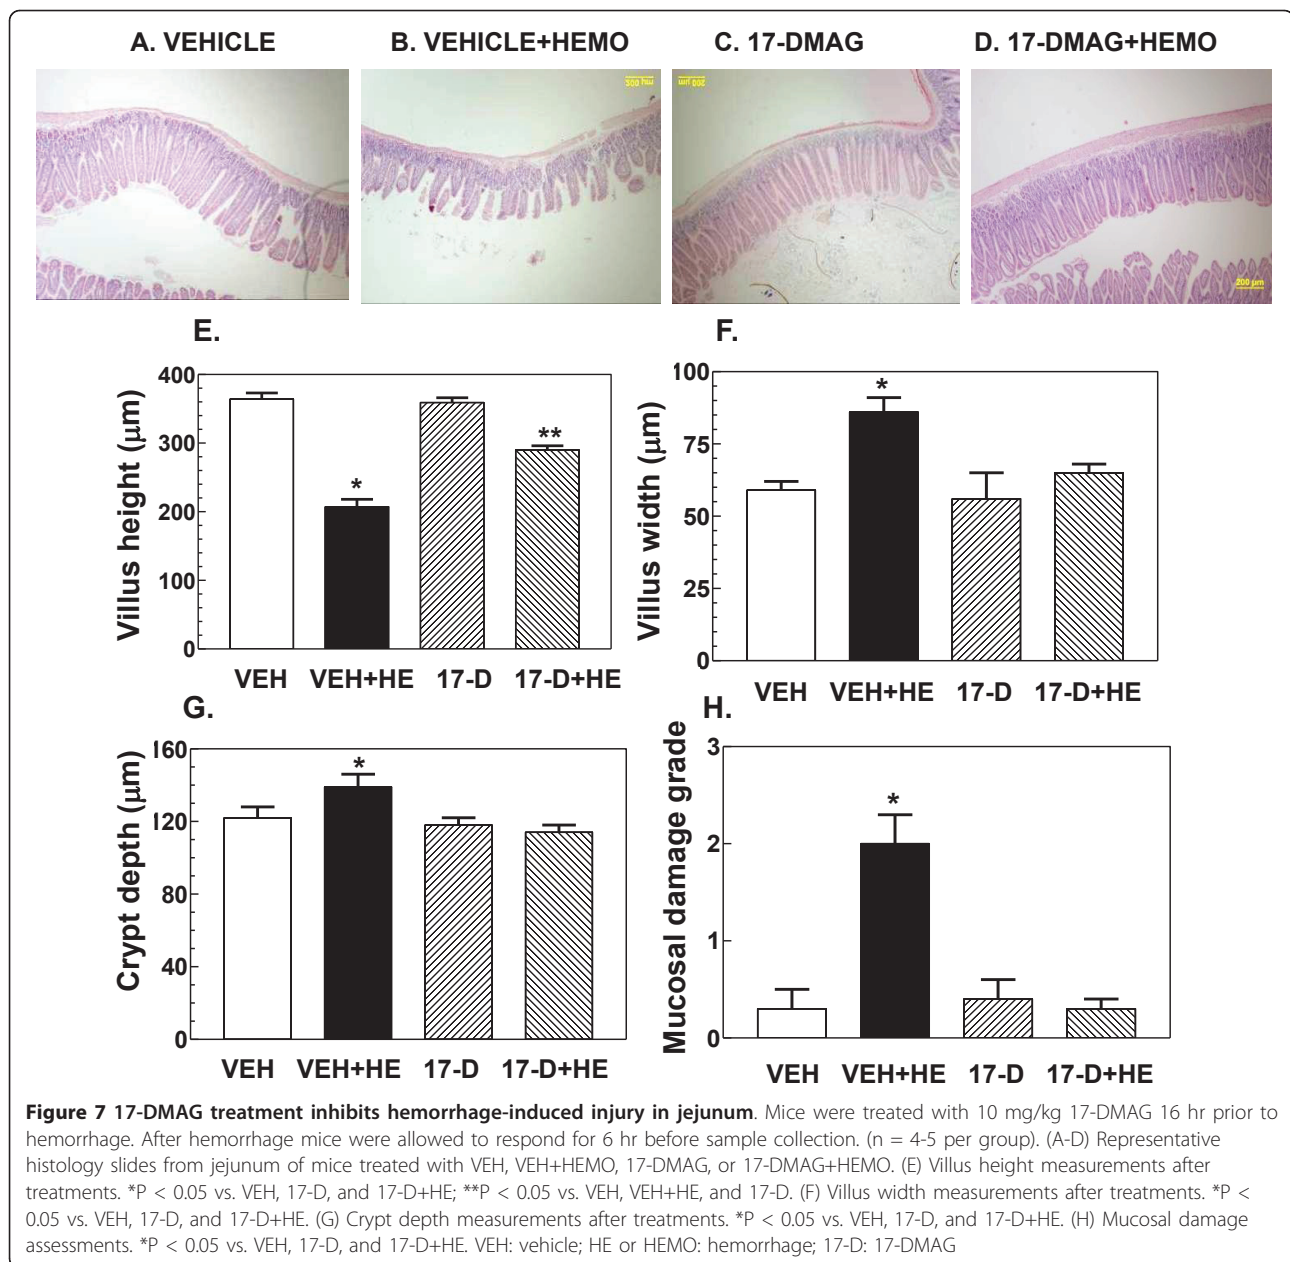 A. VEHICLE
B. VEHICLE+HEMO
C. 17-DMAG
D. 17-DMAG+HEMO
200 µm
200 µm
200 µm
E.
Villus height (µm)
400
300
200
100
0
*
**
VEH VEH+HE 17-D 17-D+HE
F.
Villus width (µm)
100
75
50
25
0
*
VEH VEH+HE 17-D 17-D+HE
G.
Crypt depth (µm)
160
120
80
40
0
*
VEH VEH+HE 17-D 17-D+HE
H.
Mucosal damage grade
3
2
1
0
*
VEH VEH+HE 17-D 17-D+HE
Figure 7 17-DMAG treatment inhibits hemorrhage-induced injury in jejunum. Mice were treated with 10 mg/kg 17-DMAG 16 hr prior to
hemorrhage. After hemorrhage mice were allowed to respond for 6 hr before sample collection. (n = 4-5 per group). (A-D) Representative
histology slides from jejunum of mice treated with VEH, VEH+HEMO, 17-DMAG, or 17-DMAG+HEMO. (E) Villus height measurements after
treatments. *P < 0.05 vs. VEH, 17-D, and 17-D+HE; **P < 0.05 vs. VEH, VEH+HE, and 17-D. (F) Villus width measurements after treatments. *P <
0.05 vs. VEH, 17-D, and 17-D+HE. (G) Crypt depth measurements after treatments. *P < 0.05 vs. VEH, 17-D, and 17-D+HE. (H) Mucosal damage
assessments. *P < 0.05 vs. VEH, 17-D, and 17-D+HE. VEH: vehicle; HE or HEMO: hemorrhage; 17-D: 17-DMAG